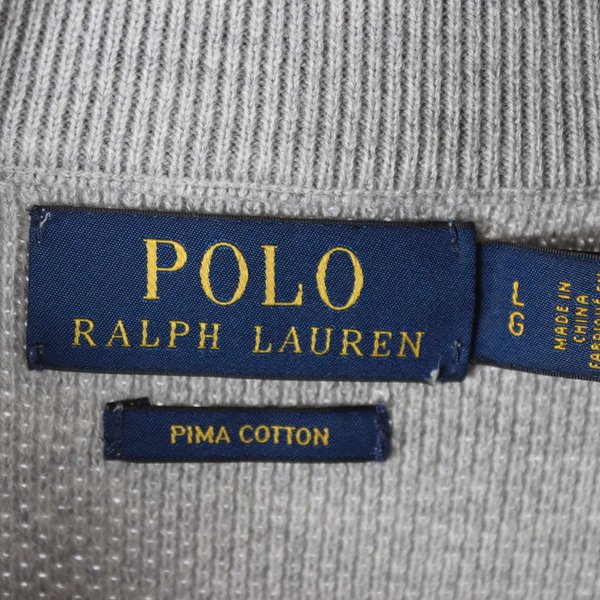 POLO
RALPH LAUREN
PIMA COTTON
L
G
MADE IN
CHINA